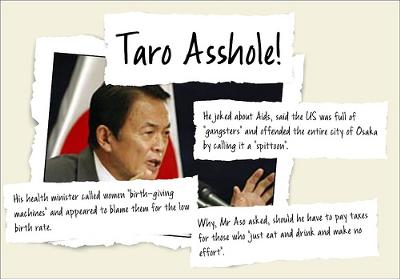 Taro Asshole!
He joked about Aids, said the US was full of
"gangsters" and offended the entire city of Osaka
by calling it a "spittoon".
His health minister called women "birth-giving
machines" and appeared to blame them for the low
birth rate.
Why, Mr Aso asked, should he have to pay taxes
for those who "just eat and drink and make no
effort".